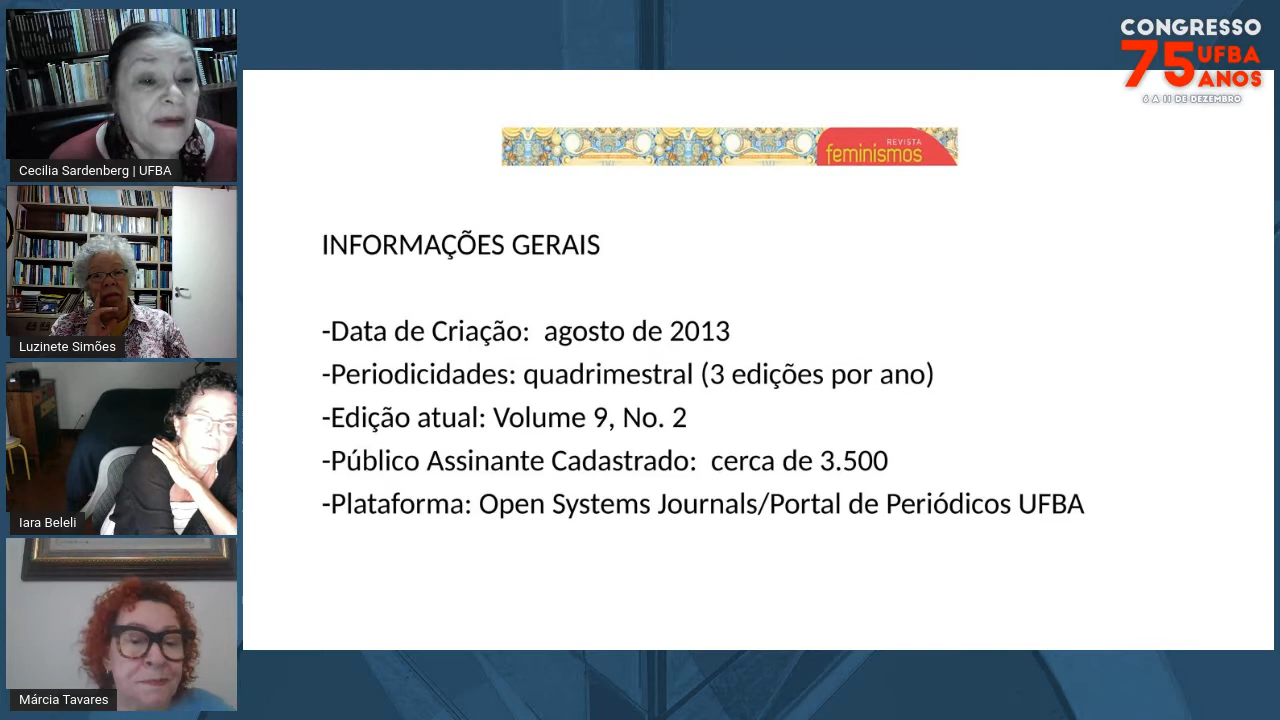 CONGRESSO
75 UFBA
ANOS
6 A 11 DE DEZEMBRO
REVISTA
feminismos
INFORMAÇÕES GERAIS
-Data de Criação: agosto de 2013
-Periodicidades: quadrimestral (3 edições por ano)
-Edição atual: Volume 9, No. 2
-Público Assinante Cadastrado: cerca de 3.500
-Plataforma: Open Systems Journals/Portal de Periódicos UFBA
Cecilia Sardenberg | UFBA
Luzinete Simões
Iara Beleli
Márcia Tavares